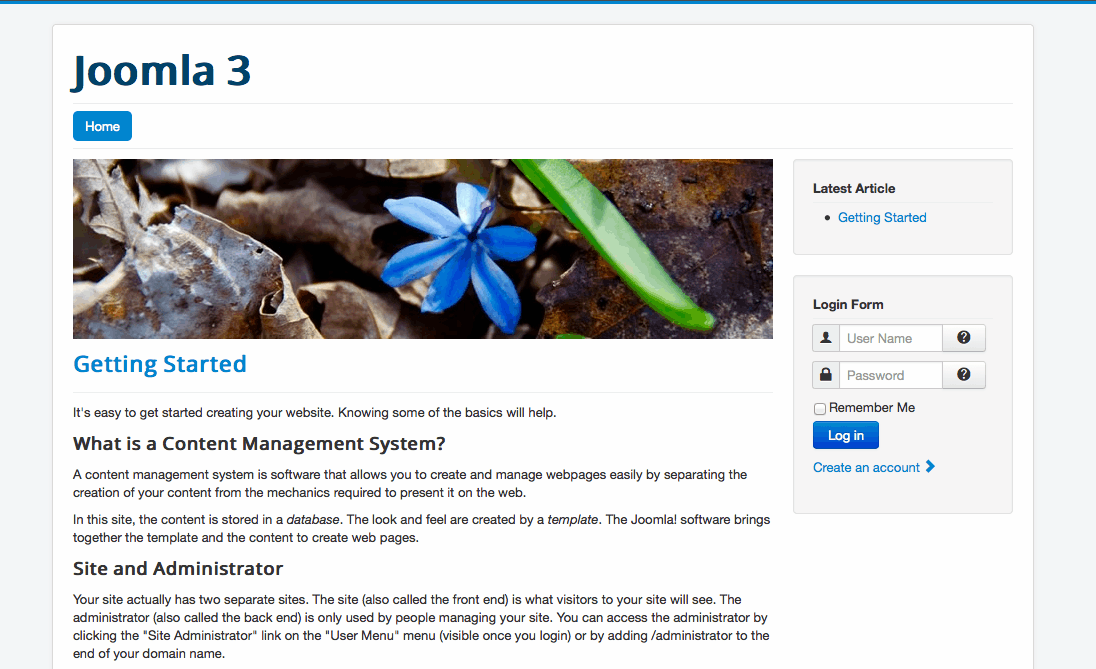 Joomla 3
Home
Getting Started
It's easy to get started creating your website. Knowing some of the basics will help.
What is a Content Management System?
A content management system is software that allows you to create and manage webpages easily by separating the
creation of your content from the mechanics required to present it on the web.
In this site, the content is stored in a database. The look and feel are created by a template. The Joomla! software brings
together the template and the content to create web pages.
Site and Administrator
Your site actually has two separate sites. The site (also called the front end) is what visitors to your site will see. The
administrator (also called the back end) is only used by people managing your site. You can access the administrator by
clicking the "Site Administrator" link on the "User Menu" menu (visible once you login) or by adding /administrator to the
end of your domain name.
Latest Article
Getting Started
Login Form
User Name
Password
Remember Me
Log in
Create an account